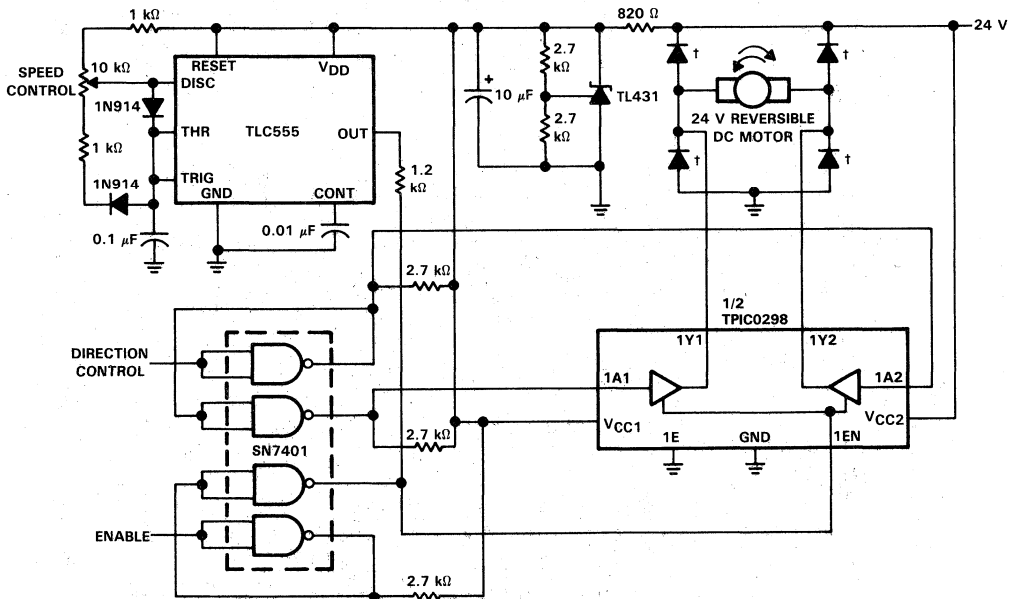 1 kΩ
820 Ω
24 V
RESET
VDD
SPEED
CONTROL
10 kΩ
DISC
1N914
THR
TLC555
OUT
1 kΩ
1N914
TRIG
GND
CONT
0.1 μF
0.01 μF
1.2
kΩ
+
10 μF
2.7
kΩ
2.7
kΩ
TL431
†
†
24 V REVERSIBLE
DC MOTOR
†
†
2.7 kΩ
1/2
TPIC0298
1Y1
1Y2
DIRECTION
CONTROL
1A1
1A2
VCC1
VCC2
1E
GND
1EN
2.7 kΩ
SN7401
ENABLE
2.7 kΩ